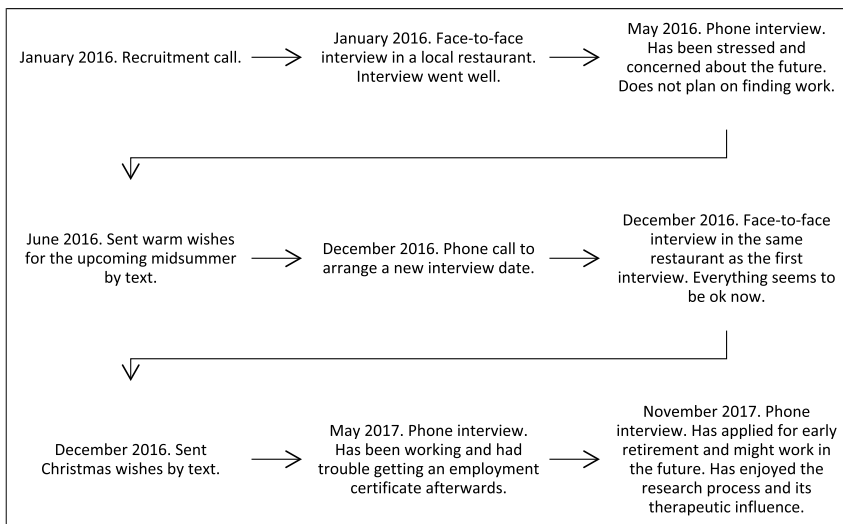 January 2016. Recruitment call.
January 2016. Face-to-face
interview in a local restaurant.
Interview went well.
May 2016. Phone interview.
Has been stressed and
concerned about the future.
Does not plan on finding work.
June 2016. Sent warm wishes
for the upcoming midsummer
by text.
December 2016. Phone call to
arrange a new interview date.
December 2016. Face-to-face
interview in the same
restaurant as the first
interview. Everything seems to
be ok now.
December 2016. Sent
Christmas wishes by text.
May 2017. Phone interview.
Has been working and had
trouble getting an employment
certificate afterwards.
November 2017. Phone
interview. Has applied for early
retirement and might work in
the future. Has enjoyed the
research process and its
therapeutic influence.